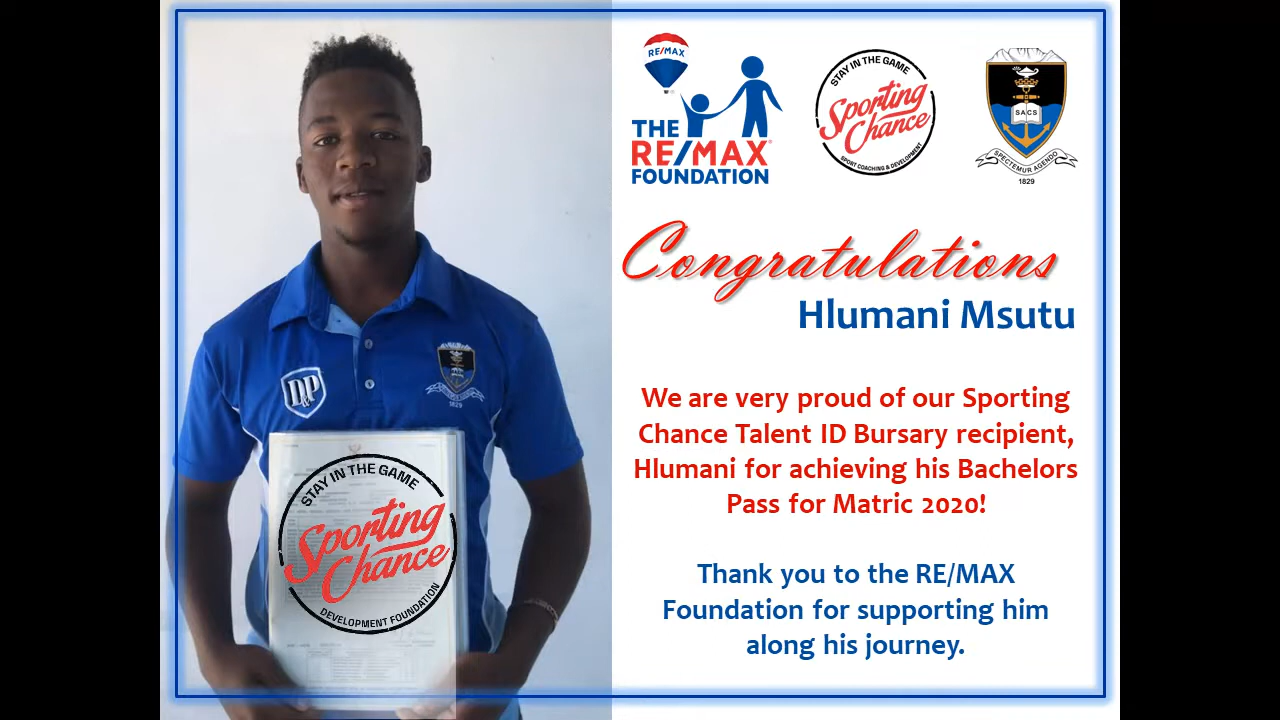 RE/MAX
THE
RE/MAX
FOUNDATION
STAY IN THE GAME
Sporting
Chance
SPORT COACHING & DEVELOPMENT
SACS
SPECTEMUR AGENDO
1829
Congratulations
Hlumani Msutu
We are very proud of our Sporting
Chance Talent ID Bursary recipient,
Hlumani for achieving his Bachelors
Pass for Matric 2020!
Thank you to the RE/MAX
Foundation for supporting him
along his journey.
D&P
1829
STAY IN THE GAME
Sporting
Chance
DEVELOPMENT FOUNDATION